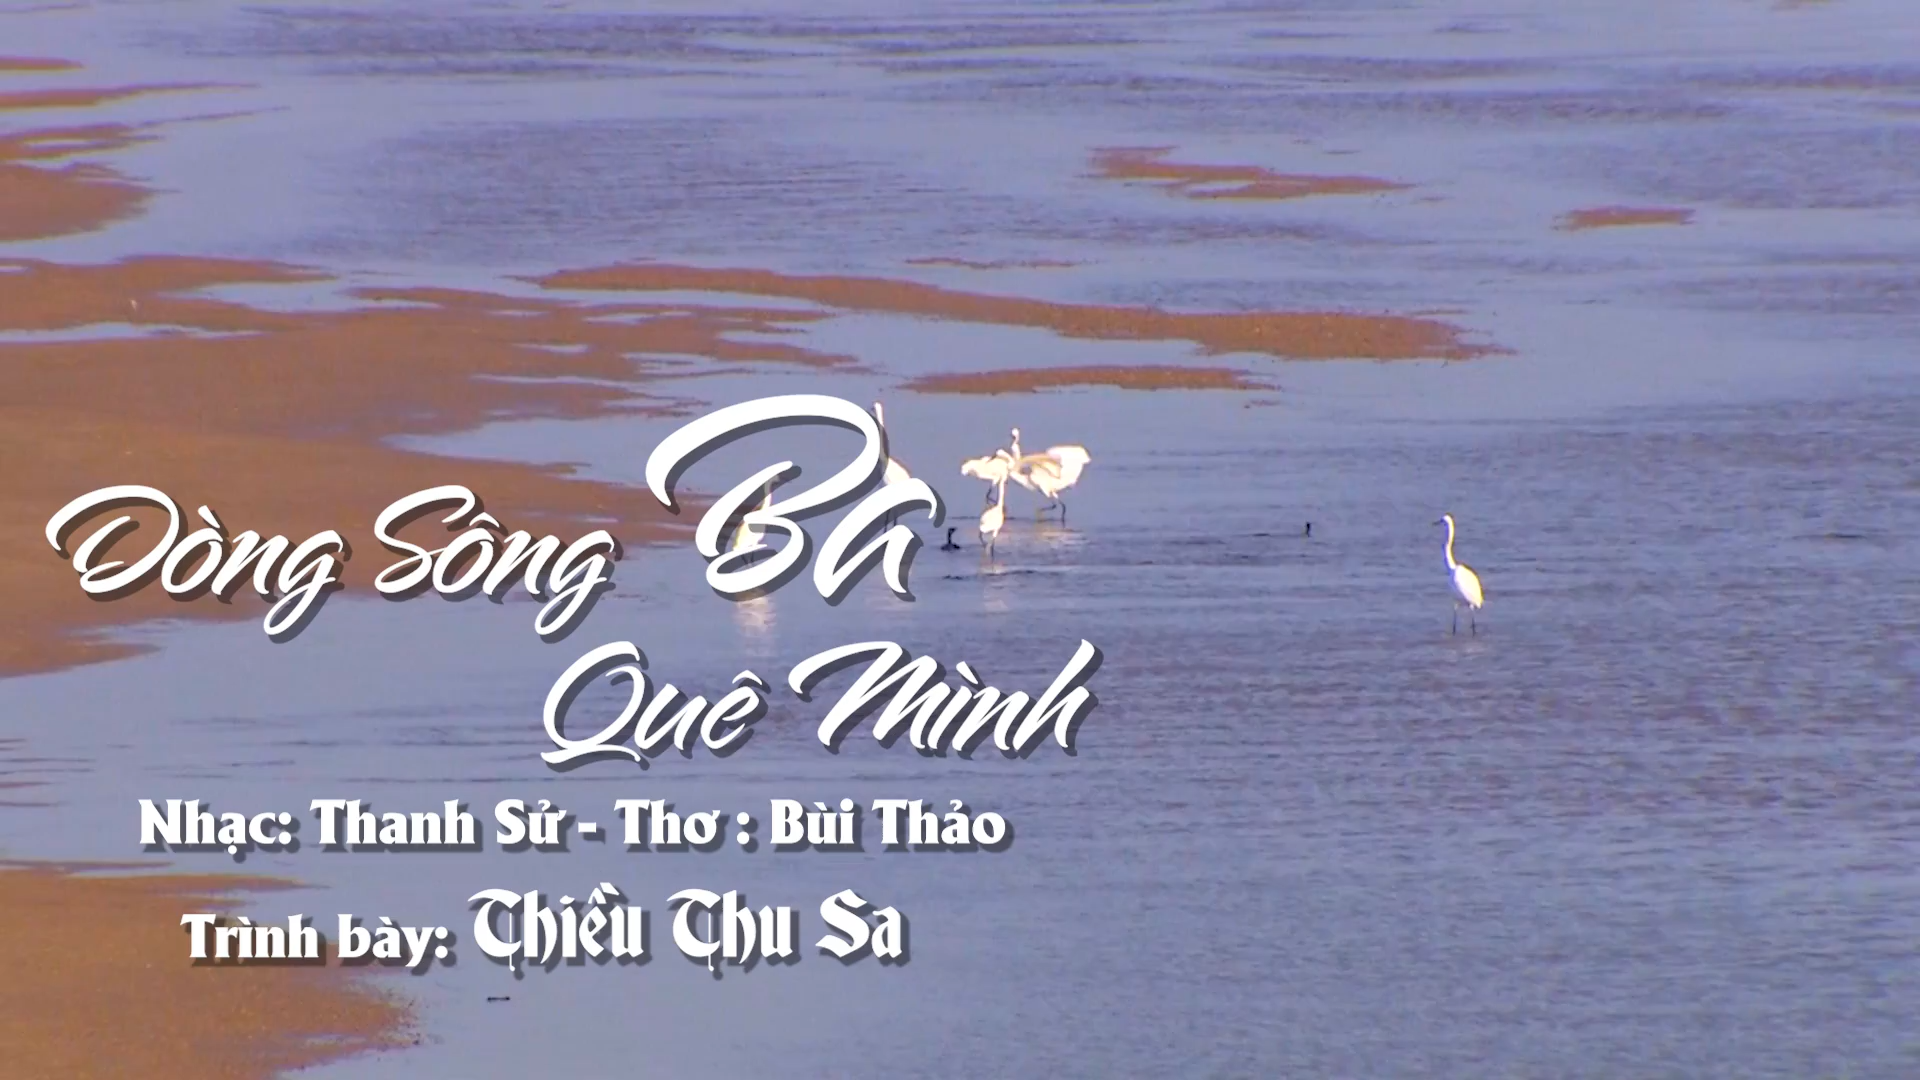 Dòng Sông Ba
Quê Mình
Nhạc: Thanh Sử - Thơ : Bùi Thảo
Trình bày: Thiều Thu Sa